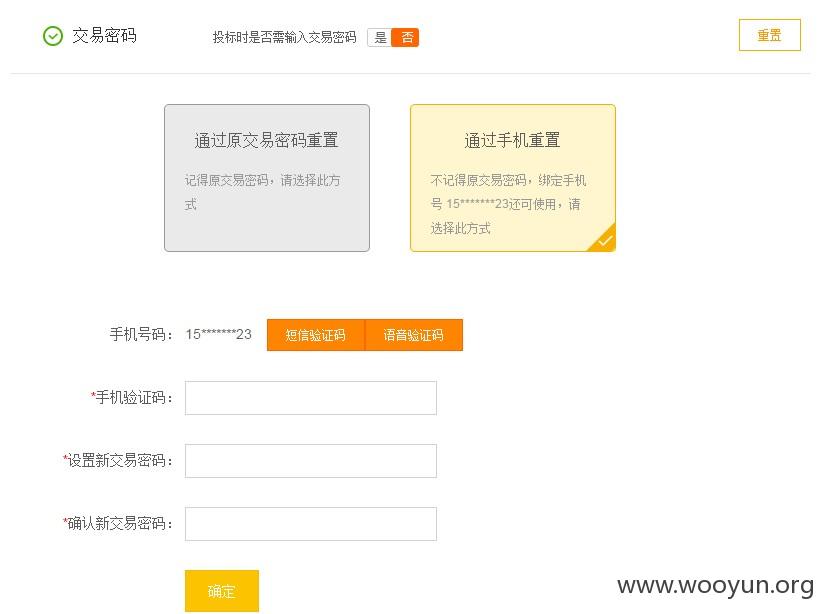 交易密码 投标时是否需输入交易密码 是 否 重置
通过原交易密码重置
记得原交易密码，请选择此方
式
通过手机重置
不记得原交易密码，绑定手机
号 15*******23还可使用，请
选择此方式
手机号码： 15*******23 短信验证码 语音验证码
*手机验证码：
*设置新交易密码：
*确认新交易密码：
确定
www.wooyun.org